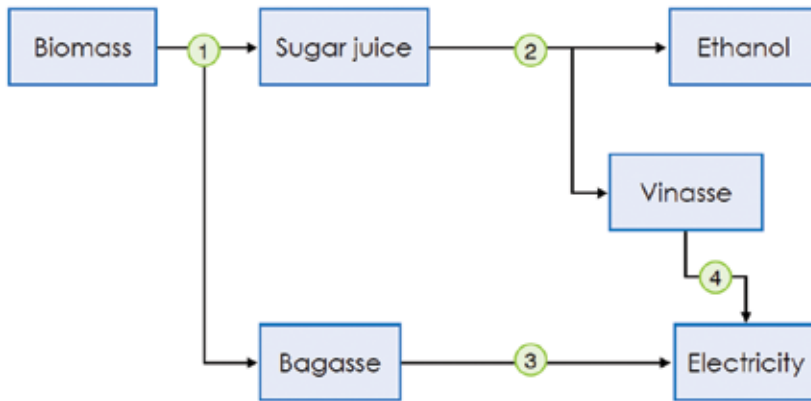 Biomass
1
Sugar juice
2
Ethanol
Vinasse
4
Bagasse
3
Electricity